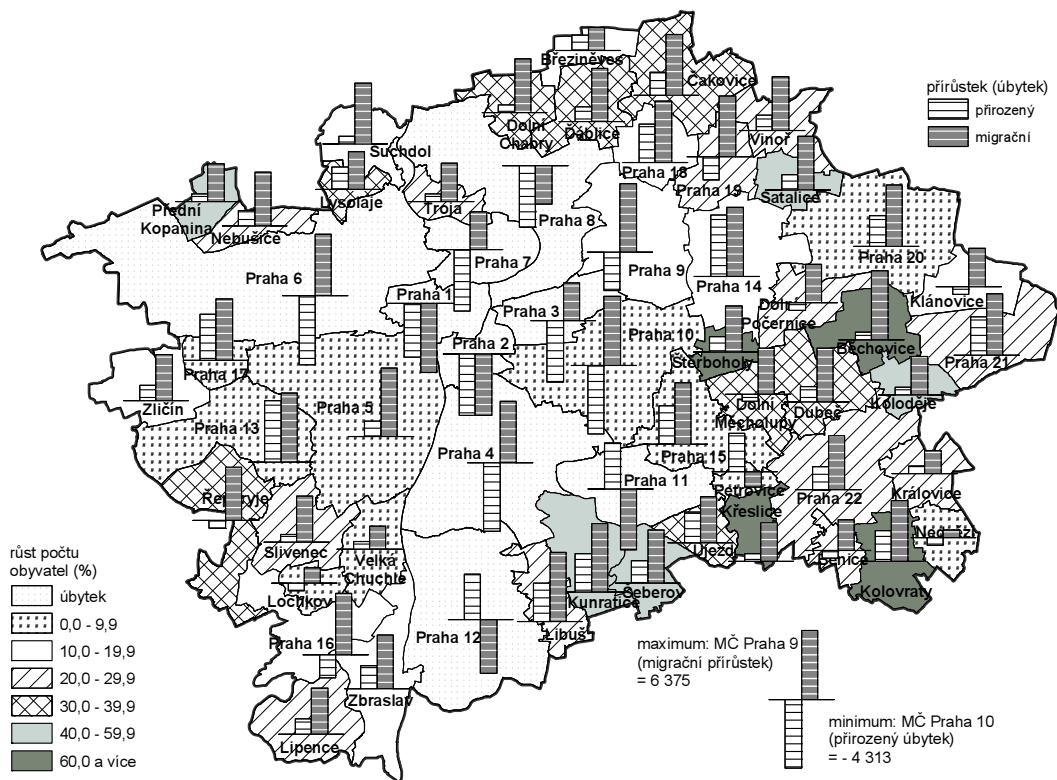 Březiněves
Čakovice
přírůstek (úbytek)
přirozený
migrační
Dolní
Chabry
Ďáblice
Vinoř
Suchdol
Praha 18
Praha 19
Satalice
Lysolaje
Troja
Přední
Kopanina
Nebušice
Praha 8
Praha 7
Praha 20
Praha 6
Praha 9
Praha 14
Klánovice
Praha 1
Praha 3
Dolní
Počernice
Praha 10
Praha 2
Štěrboholy
Běchovice
Praha 21
Praha 17
Zličín
Dolní
Měcholupy
Dubeč
Koloděje
Praha 5
Praha 13
Praha 4
Praha 15
Praha 11
Petrovice
Praha 22
Královice
Řeporyje
Křeslice
Slivenec
Velká
Chuchle
Újezd
Benice
Nedvězí
růst počtu
obyvatel (%)
úbytek
0,0 - 9,9
10,0 - 19,9
20,0 - 29,9
30,0 - 39,9
40,0 - 59,9
60,0 a více
Lochkov
Kunratice
Šeberov
Kolovraty
Praha 16
Praha 12
Libuš
Zbraslav
Lipence
maximum: MČ Praha 9
(migrační přírůstek)
= 6 375
minimum: MČ Praha 10
(přirozený úbytek)
= - 4 313